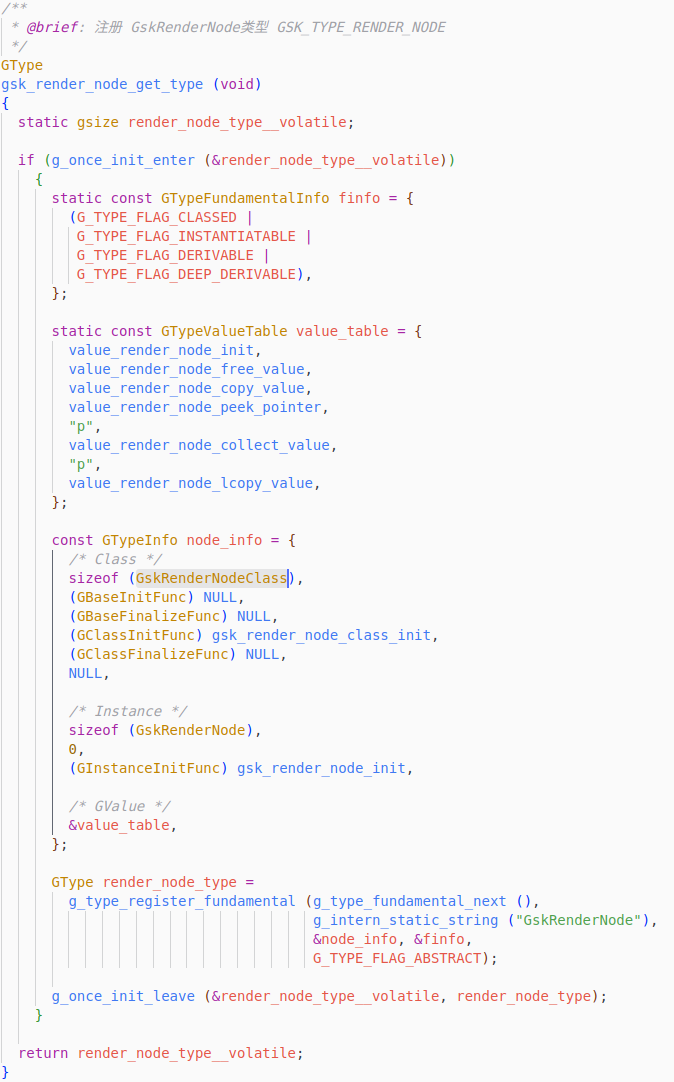 /**
 * @brief: 注册 GskRenderNode类型 GSK_TYPE_RENDER_NODE
 */
GType
gsk_render_node_get_type (void)
{
  static gsize render_node_type__volatile;

  if (g_once_init_enter (&render_node_type__volatile))
    {
      static const GTypeFundamentalInfo finfo = {
        (G_TYPE_FLAG_CLASSED |
         G_TYPE_FLAG_INSTANTIATABLE |
         G_TYPE_FLAG_DERIVABLE |
         G_TYPE_FLAG_DEEP_DERIVABLE),
      };

      static const GTypeValueTable value_table = {
        value_render_node_init,
        value_render_node_free_value,
        value_render_node_copy_value,
        value_render_node_peek_pointer,
        "p",
        value_render_node_collect_value,
        "p",
        value_render_node_lcopy_value,
      };

      const GTypeInfo node_info = {
        /* Class */
        sizeof (GskRenderNodeClass),
        (GBaseInitFunc) NULL,
        (GBaseFinalizeFunc) NULL,
        (GClassInitFunc) gsk_render_node_class_init,
        (GClassFinalizeFunc) NULL,
        NULL,

        /* Instance */
        sizeof (GskRenderNode),
        0,
        (GInstanceInitFunc) gsk_render_node_init,

        /* GValue */
        &value_table,
      };

      GType render_node_type =
        g_type_register_fundamental (g_type_fundamental_next (),
                                     g_intern_static_string ("GskRenderNode"),
                                     &node_info, &finfo,
                                     G_TYPE_FLAG_ABSTRACT);

      g_once_init_leave (&render_node_type__volatile, render_node_type);
    }

  return render_node_type__volatile;
}